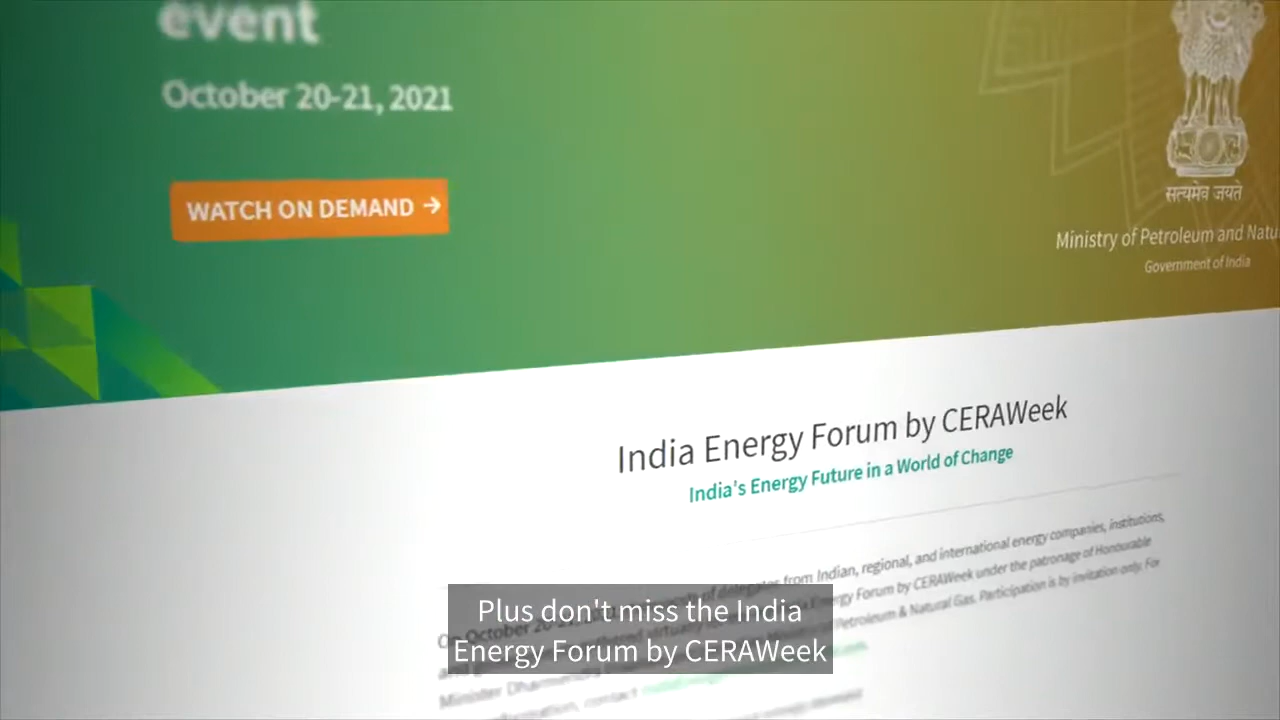 event
October 20-21, 2021
WATCH ON DEMAND →
सत्यमेव जयते
Ministry of Petroleum and Natu
Government of India
India Energy Forum by CERAWeek
India's Energy Future in a World of Change
delegates from Indian, regional, and international energy companies, institutions,
Energy Forum by CERAWeek under the patronage of Honourable
Petroleum & Natural Gas. Participation is by invitation only. For
Plus don't miss the India
Energy Forum by CERAWeek